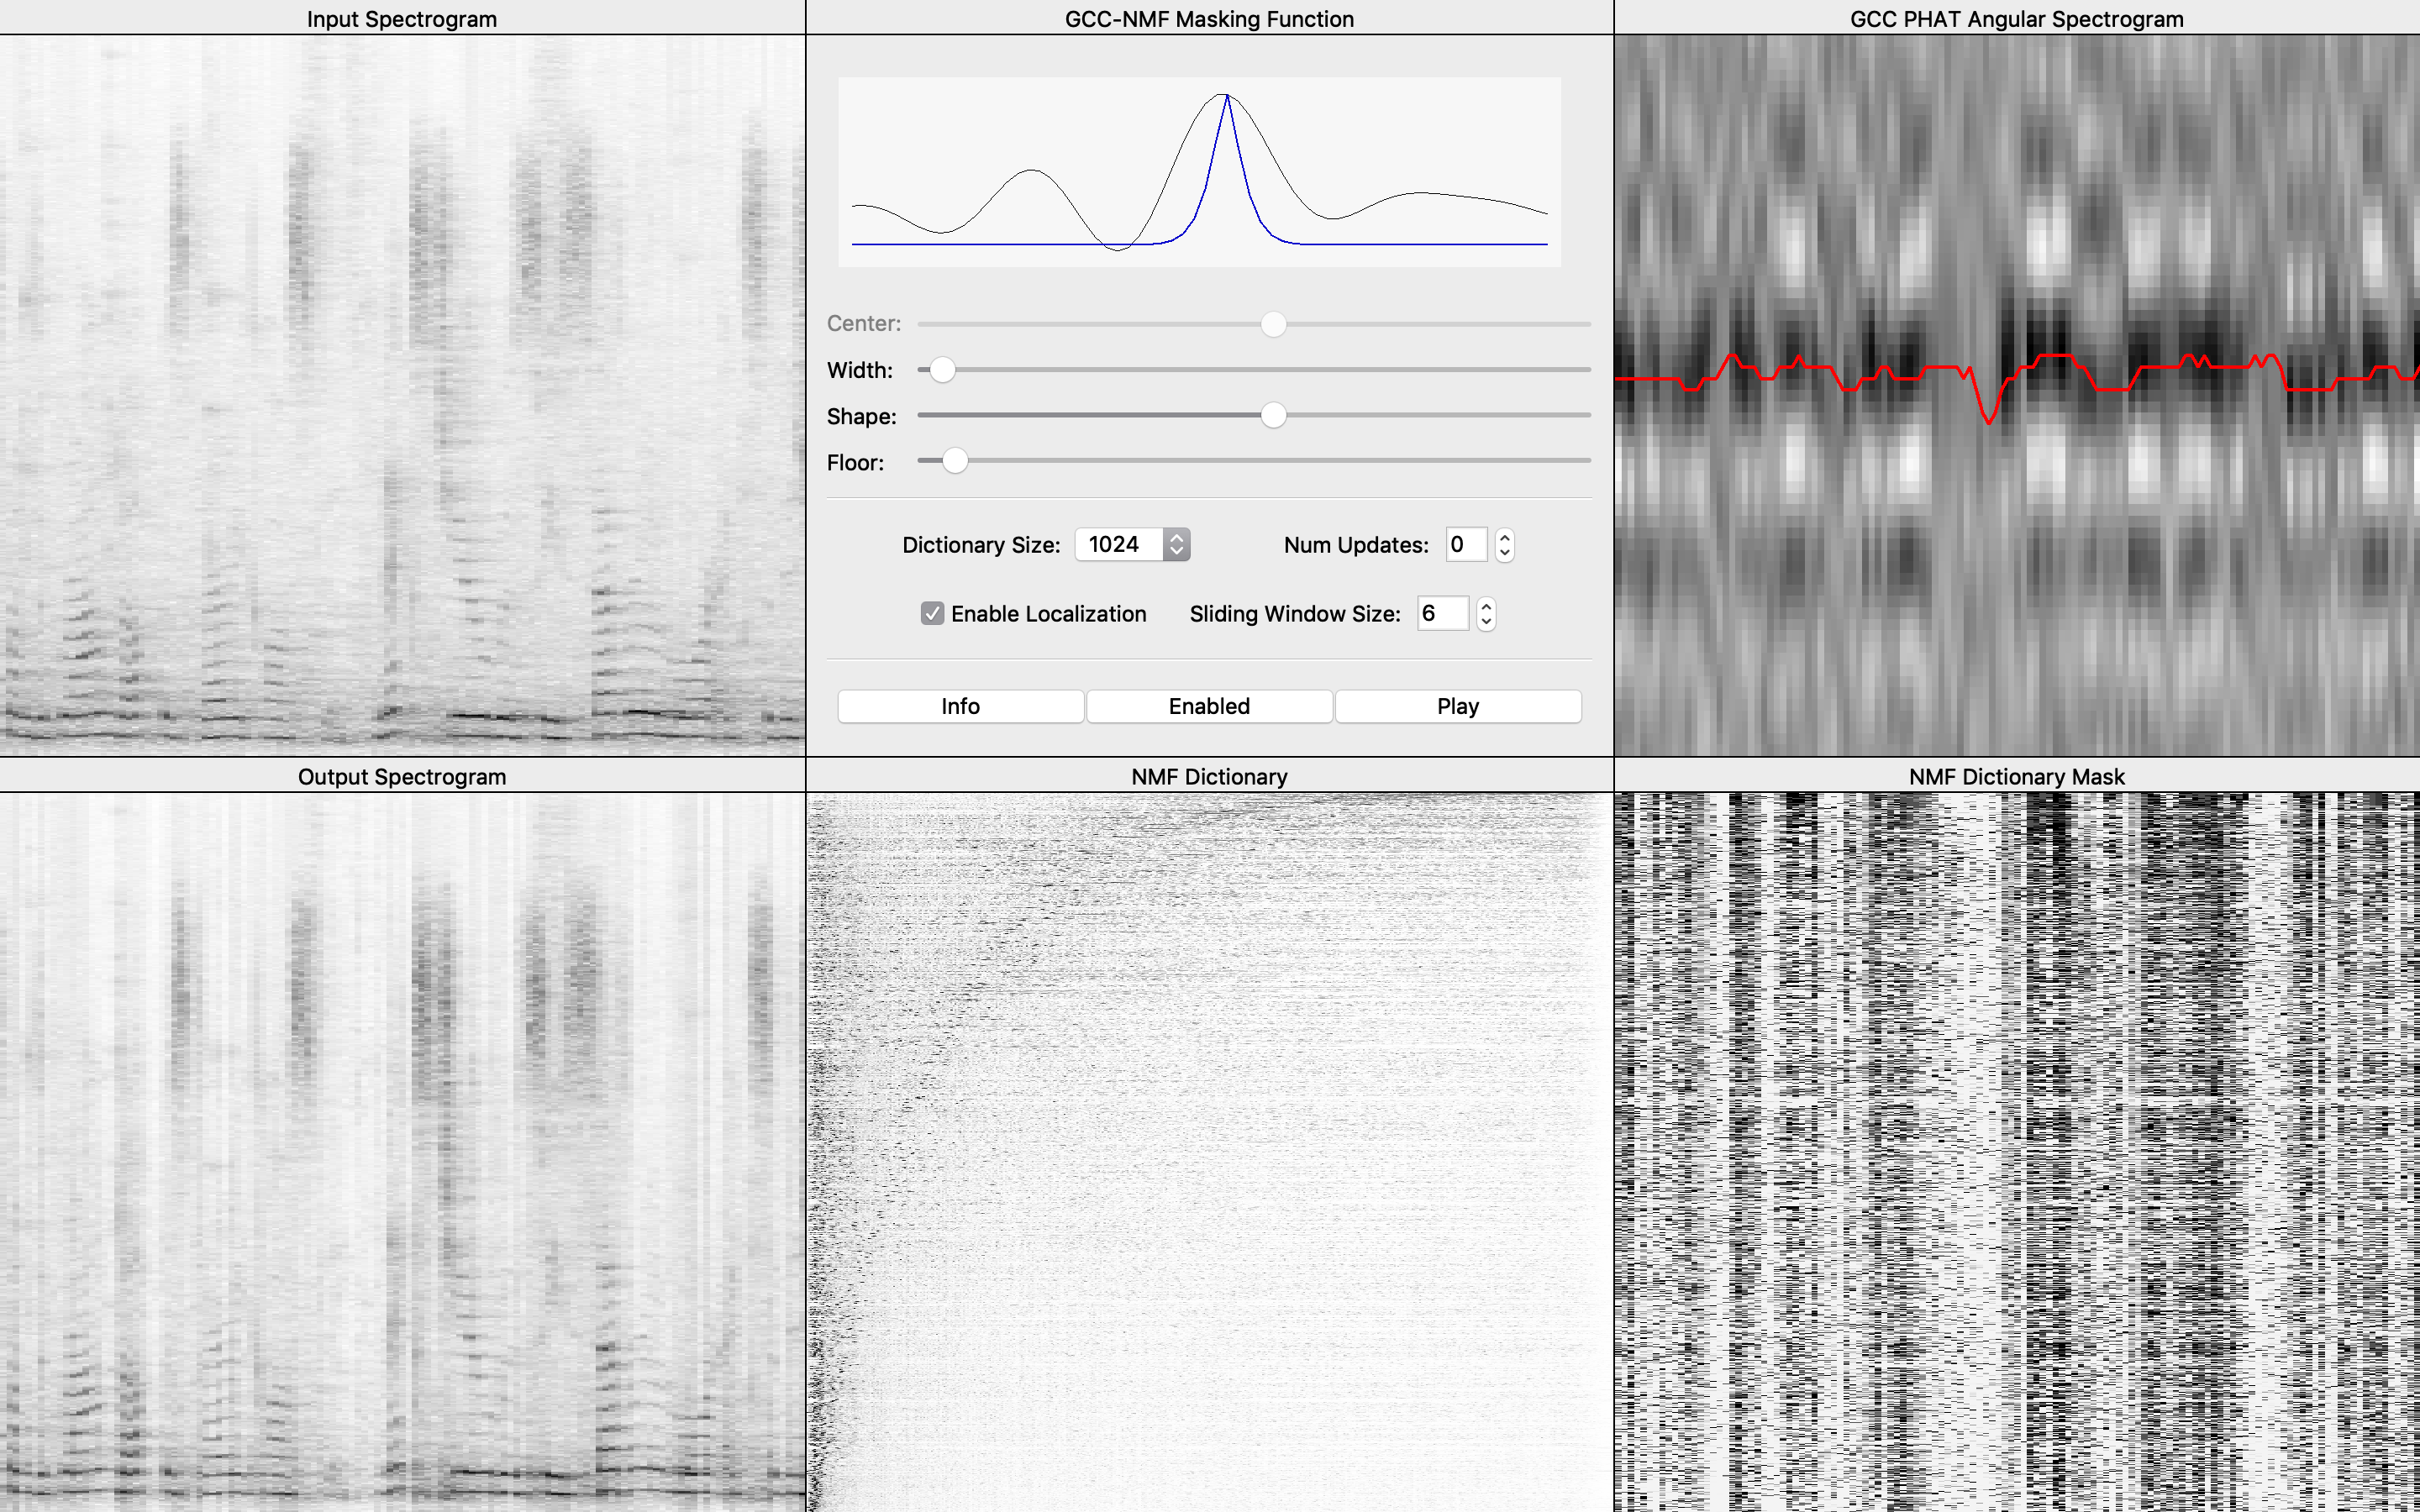 Input Spectrogram
GCC-NMF Masking Function
GCC PHAT Angular Spectrogram
Center:
Width:
Shape:
Floor:
Dictionary Size: 1024 Num Updates: 0
Enable Localization Sliding Window Size: 6
Info Enabled Play
Output Spectrogram
NMF Dictionary
NMF Dictionary Mask